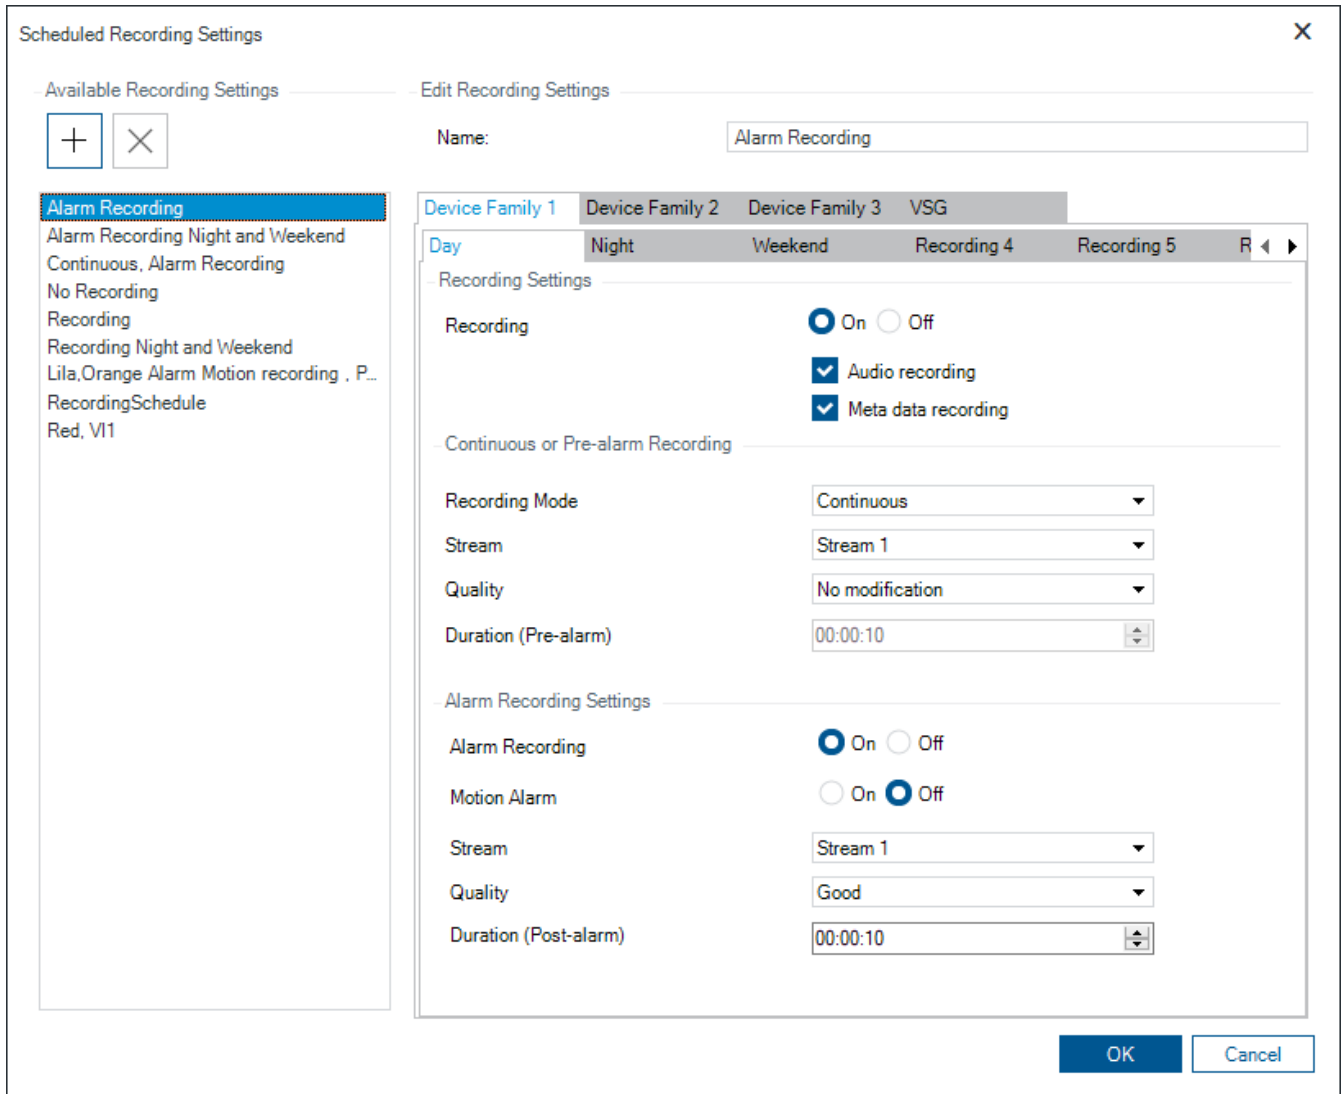 Scheduled Recording Settings
Available Recording Settings
Edit Recording Settings
Name:
Alarm Recording
Alarm Recording
Alarm Recording Night and Weekend
Continuous, Alarm Recording
No Recording
Recording
Recording Night and Weekend
Lila,Orange Alarm Motion recording , P...
RecordingSchedule
Red, VI1
Device Family 1 Device Family 2 Device Family 3 VSG
Day Night Weekend Recording 4 Recording 5 R
Recording Settings
Recording On Off
Audio recording
Meta data recording
Continuous or Pre-alarm Recording
Recording Mode Continuous
Stream Stream 1
Quality No modification
Duration (Pre-alarm) 00:00:10
Alarm Recording Settings
Alarm Recording On Off
Motion Alarm On Off
Stream Stream 1
Quality Good
Duration (Post-alarm) 00:00:10
OK Cancel